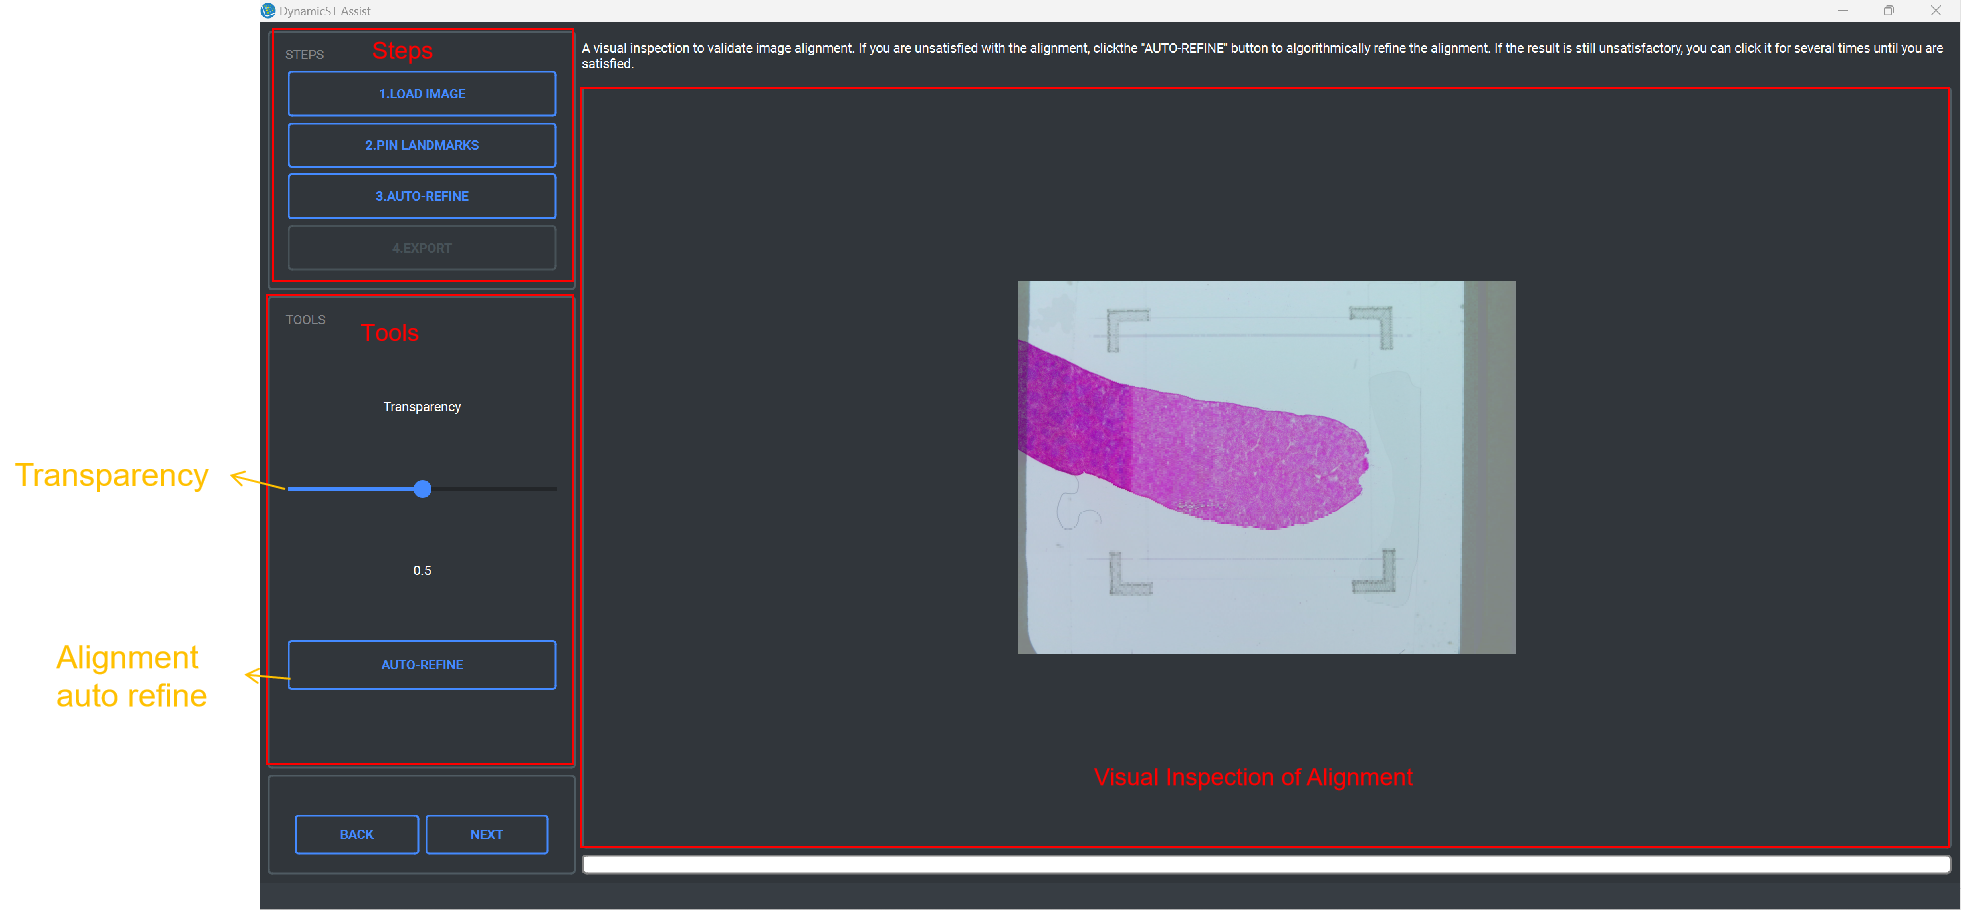 DynamicST Assist
STEPS
Steps
1.LOAD IMAGE
2.PIN LANDMARKS
3.AUTO-REFINE
4.EXPORT
A visual inspection to validate image alignment. If you are unsatisfied with the alignment, clickthe "AUTO-REFINE" button to algorithmically refine the alignment. If the result is still unsatisfactory, you can click it for several times until you are
satisfied.
TOOLS
Tools
Transparency
Transparency
0.5
Alignment
auto refine
AUTO-REFINE
Visual Inspection of Alignment
BACK
NEXT